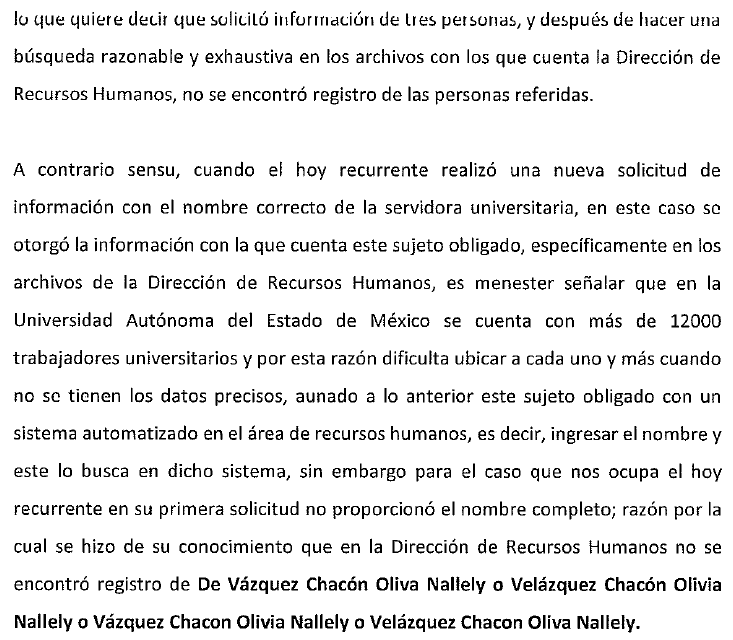 lo que quiere decir que solicitó información de tres personas, y después de hacer una
búsqueda razonable y exhaustiva en los archivos con los que cuenta la Dirección de
Recursos Humanos, no se encontró registro de las personas referidas.
A contrario sensu, cuando el hoy recurrente realizó una nueva solicitud de
información con el nombre correcto de la servidora universitaria, en este caso se
otorgó la información con la que cuenta este sujeto obligado, específicamente en los
archivos de la Dirección de Recursos Humanos, es menester señalar que en la
Universidad Autónoma del Estado de México se cuenta con más de 12000
trabajadores universitarios y por esta razón dificulta ubicar a cada uno y más cuando
no se tienen los datos precisos, aunado a lo anterior este sujeto obligado con un
sistema automatizado en el área de recursos humanos, es decir, ingresar el nombre y
este lo busca en dicho sistema, sin embargo para el caso que nos ocupa el hoy
recurrente en su primera solicitud no proporcionó el nombre completo; razón por la
cual se hizo de su conocimiento que en la Dirección de Recursos Humanos no se
encontró registro de De Vázquez Chacón Oliva Nallely o Velázquez Chacón Olivia
Nallely o Vázquez Chacon Olivia Nallely o Velázquez Chacon Oliva Nallely.